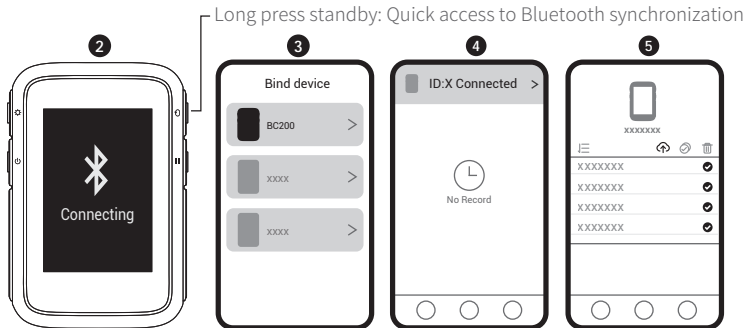 Long press standby: Quick access to Bluetooth synchronization
2
3
4
5
Connecting
Bind device
BC200
xxxx
xxxx
ID:X Connected >
No Record
xxxxxxx
XXXXXXX
XXXXXXX
XXXXXXX
XXXXXXX